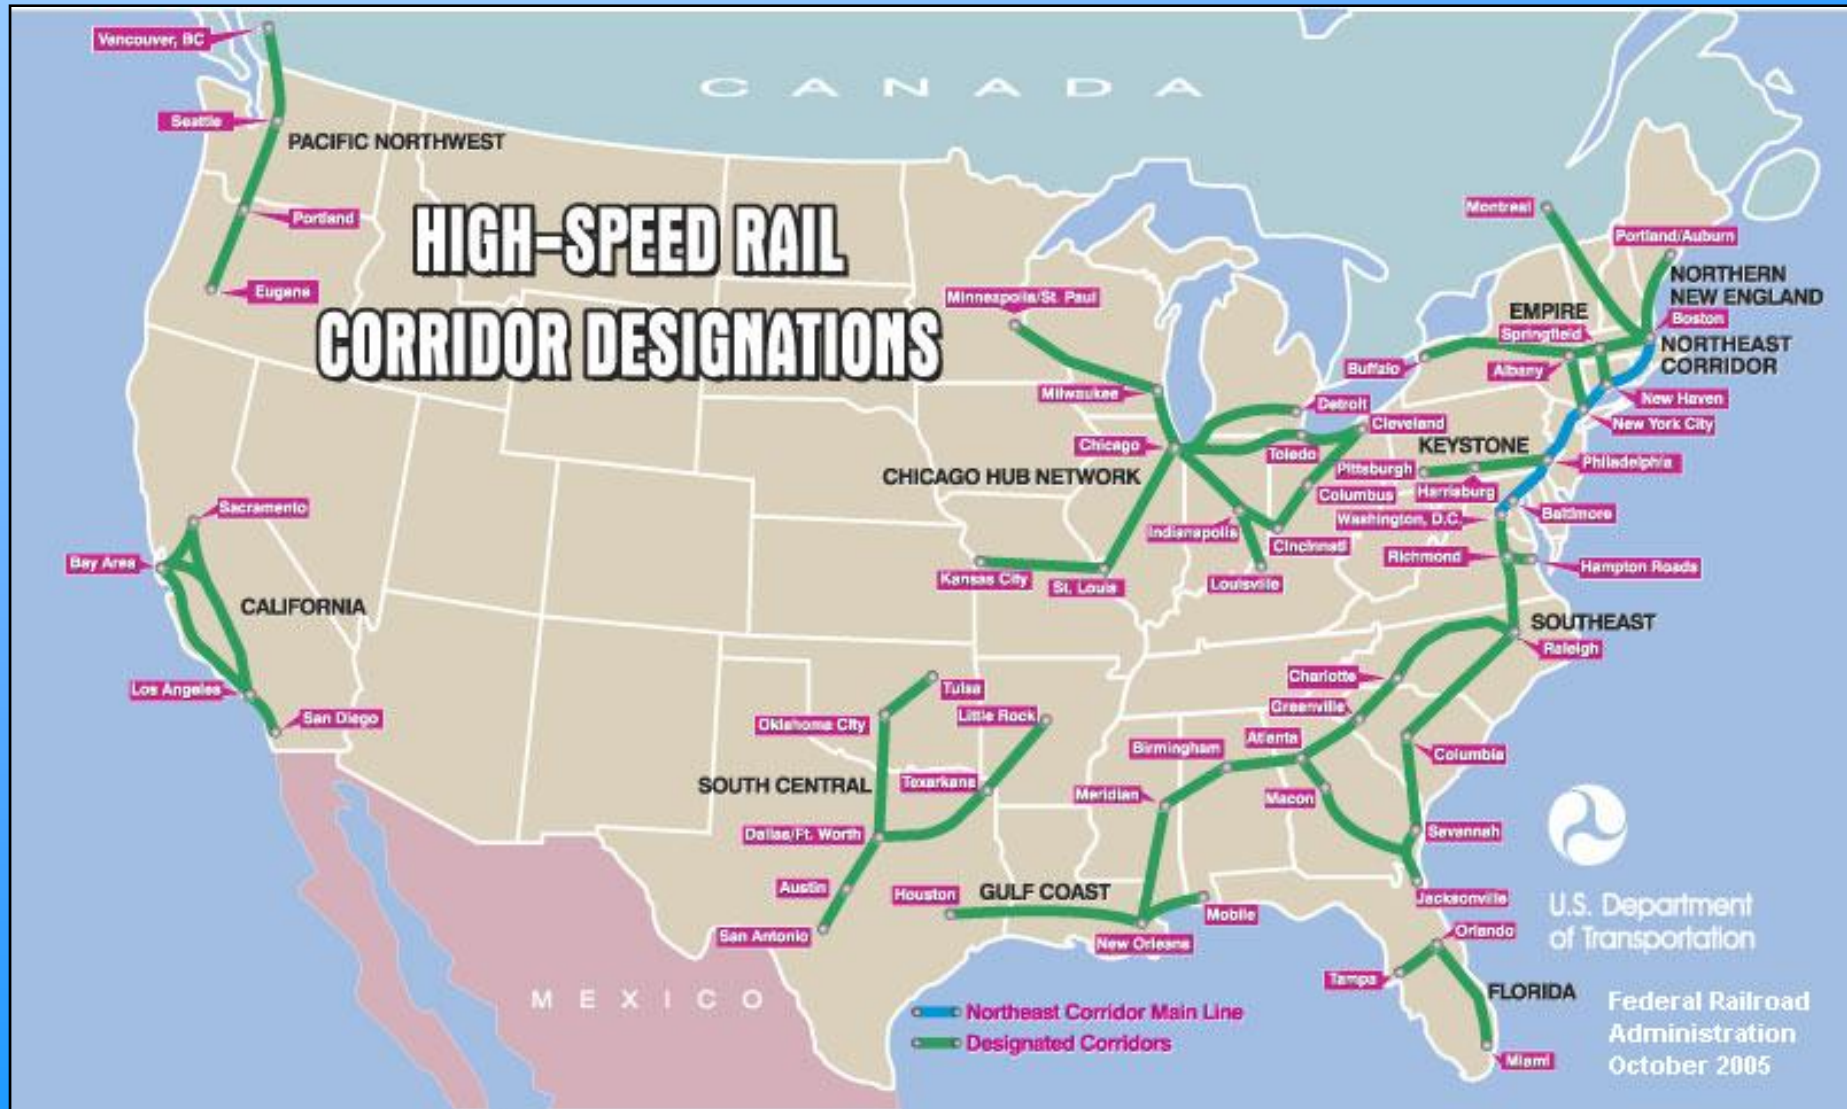 Vancouver, BC
CANADA
Seattle
PACIFIC NORTHWEST
Portland
Eugene
HIGH-SPEED RAIL
CORRIDOR DESIGNATIONS
Minneapolis/St. Paul
Milwaukee
Chicago
CHICAGO HUB NETWORK
Detroit
Cleveland
Toledo
Columbus
Indianapolis
Cincinnati
Louisville
Kansas City
St. Louis
Montreal
Portland/Auburn
NORTHERN
NEW ENGLAND
EMPIRE
Springfield
Boston
NORTHEAST
CORRIDOR
Buffalo
Albany
New Haven
New York City
KEYSTONE
Pittsburgh
Harrisburg
Philadelphia
Washington, D.C.
Baltimore
Richmond
Hampton Roads
SOUTHEAST
Raleigh
Charlotte
Greenville
Atlanta
Birmingham
Columbia
Macon
Meridian
Savannah
Jacksonville
Sacramento
Bay Area
CALIFORNIA
Los Angeles
San Diego
Tulsa
Oklahoma City
Little Rock
SOUTH CENTRAL
Texarkana
Dallas/Ft. Worth
Austin
San Antonio
Houston
GULF COAST
Mobile
New Orleans
Orlando
Tampa
FLORIDA
Miami
MEXICO
Northeast Corridor Main Line
Designated Corridors
U.S. Department
of Transportation
Federal Railroad
Administration
October 2005